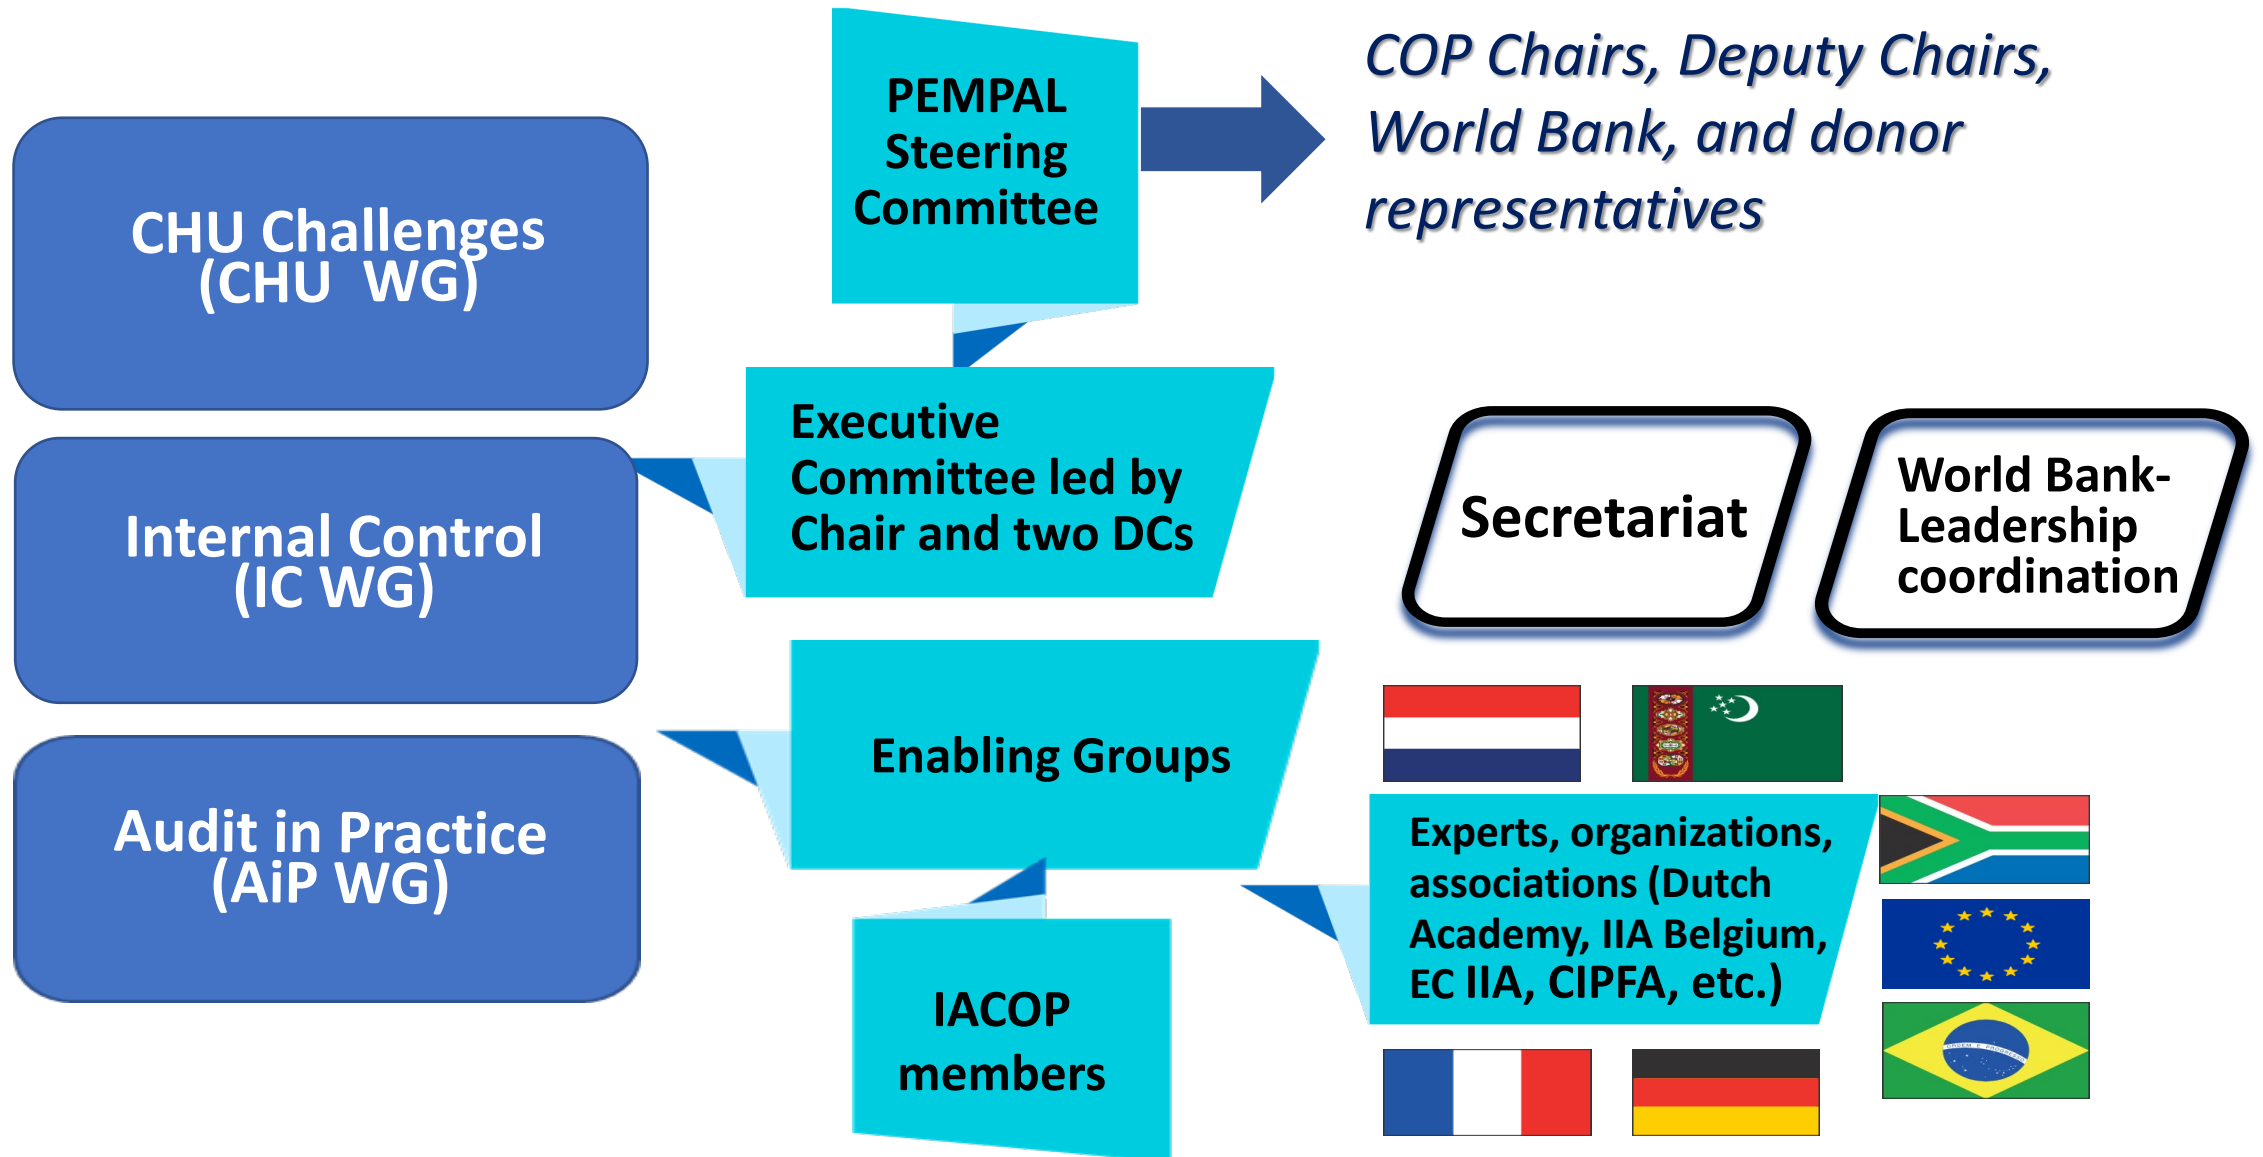 PEMPAL
Steering
Committee
COP Chairs, Deputy Chairs,
World Bank, and donor
representatives
CHU Challenges
(CHU WG)
Internal Control
(IC WG)
Audit in Practice
(AiP WG)
Executive
Committee led by
Chair and two DCs
Secretariat
World Bank-
Leadership
coordination
Enabling Groups
Experts, organizations,
associations (Dutch
Academy, IIA Belgium,
EC IIA, CIPFA, etc.)
IACOP
members
ORDEM E PROGRESSO